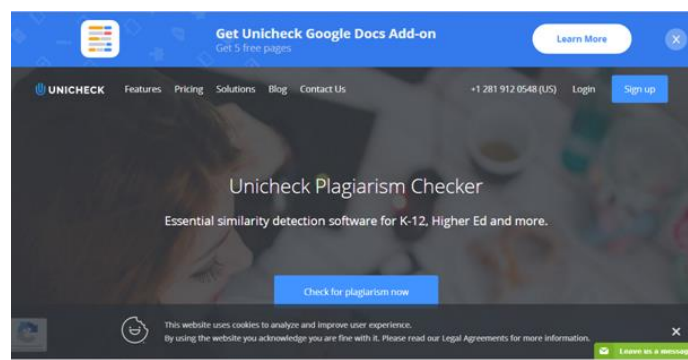 Get Unicheck Google Docs Add-on
Get 5 free pages
Learn More
UNICHECK Features Pricing Solutions Blog Contact Us +1 281 912 0548 (US) Login Sign up
Unicheck Plagiarism Checker
Essential similarity detection software for K-12, Higher Ed and more.
Check for plagiarism now
This website uses cookies to analyze and improve user experience.
By using the website you acknowledge you are fine with it. Please read our Legal Agreements for more information.
Leave us a messag